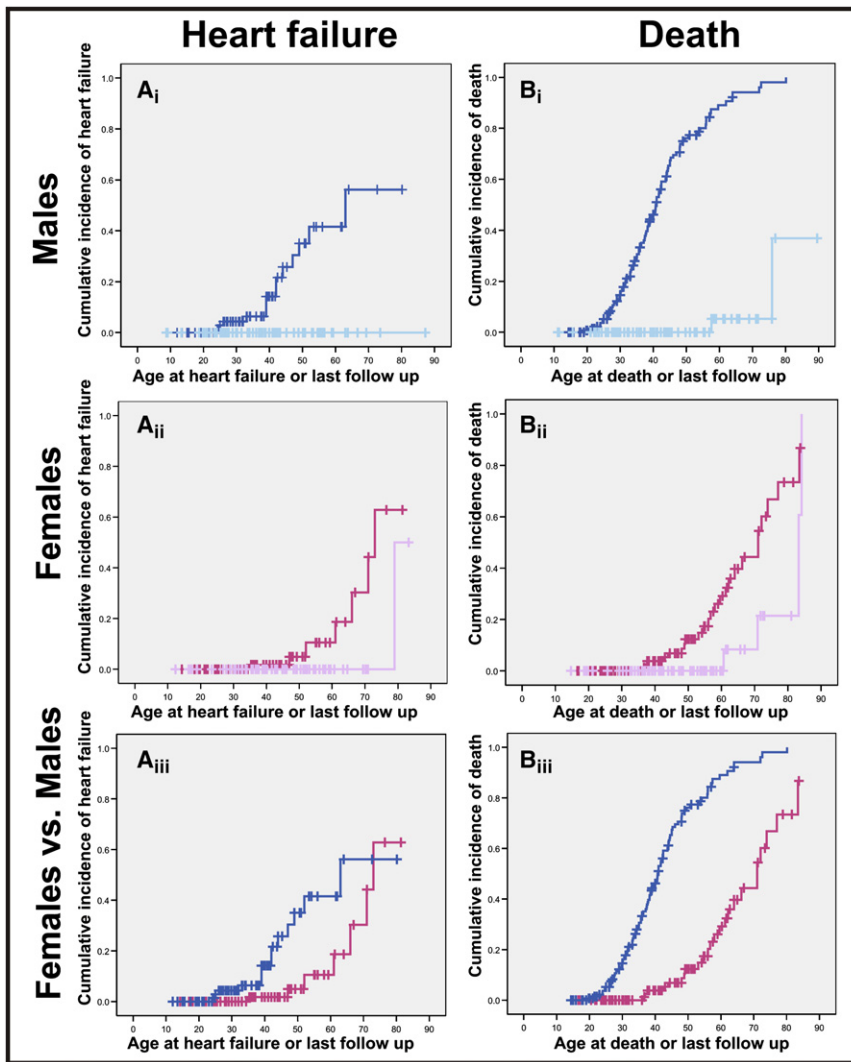 Heart failure
Death
Males
Females
Females vs. Males
Ai
Cumulative incidence of heart failure
1.0
0.8
0.6
0.4
0.2
0.0
0 10 20 30 40 50 60 70 80 90
Age at heart failure or last follow up
Bi
Cumulative incidence of death
1.0
0.8
0.6
0.4
0.2
0.0
0 10 20 30 40 50 60 70 80 90
Age at death or last follow up
Aii
Cumulative incidence of heart failure
1.0
0.8
0.6
0.4
0.2
0.0
0 10 20 30 40 50 60 70 80 90
Age at heart failure or last follow up
Bii
Cumulative incidence of death
1.0
0.8
0.6
0.4
0.2
0.0
0 10 20 30 40 50 60 70 80 90
Age at death or last follow up
Aiii
Cumulative incidence of heart failure
1.0
0.8
0.6
0.4
0.2
0.0
0 10 20 30 40 50 60 70 80 90
Age at heart failure or last follow up
Biii
Cumulative incidence of death
1.0
0.8
0.6
0.4
0.2
0.0
0 10 20 30 40 50 60 70 80 90
Age at death or last follow up